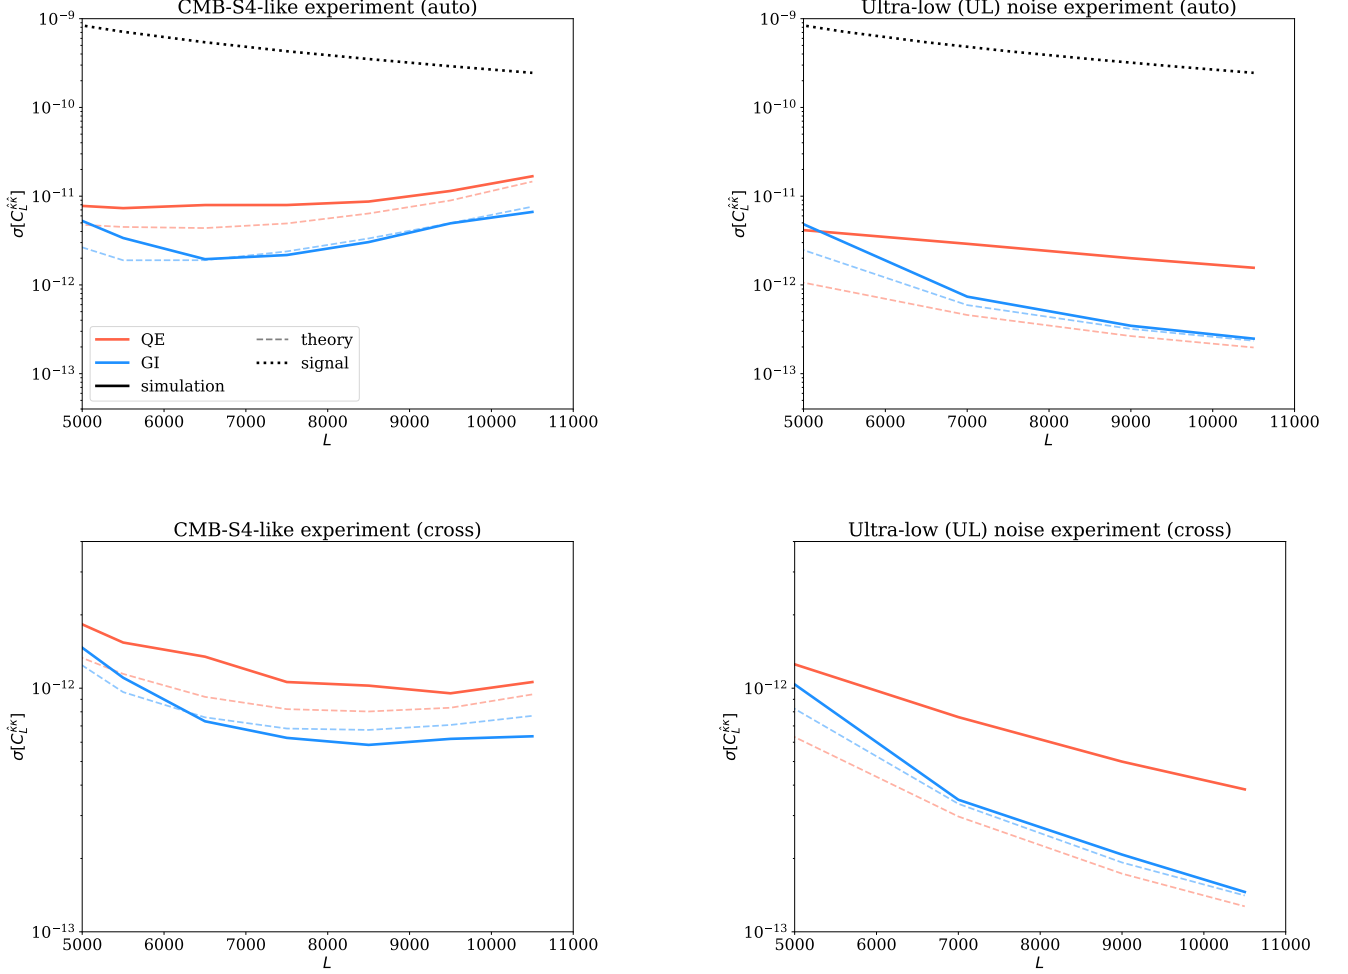 CMB-S4-like experiment (auto)
10⁻⁹
10⁻¹⁰
10⁻¹¹
10⁻¹²
10⁻¹³
σ[C_L^{κ̂κ̂}]
QE
GI
simulation
theory
signal
5000 6000 7000 8000 9000 10000 11000
L
Ultra-low (UL) noise experiment (auto)
10⁻⁹
10⁻¹⁰
10⁻¹¹
10⁻¹²
10⁻¹³
σ[C_L^{κ̂κ̂}]
5000 6000 7000 8000 9000 10000 11000
L
CMB-S4-like experiment (cross)
10⁻¹²
10⁻¹³
σ[C_L^{κ̂κ}]
5000 6000 7000 8000 9000 10000 11000
L
Ultra-low (UL) noise experiment (cross)
10⁻¹²
10⁻¹³
σ[C_L^{κ̂κ}]
5000 6000 7000 8000 9000 10000 11000
L